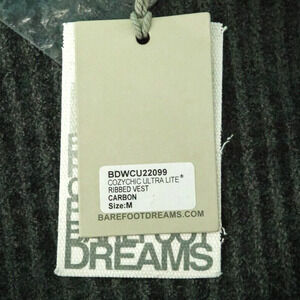 BDWCU22099
COZYCHIC ULTRA LITE®
RIBBED VEST
CARBON
Size:M
BAREFOOTDREAMS.COM
DREAMS